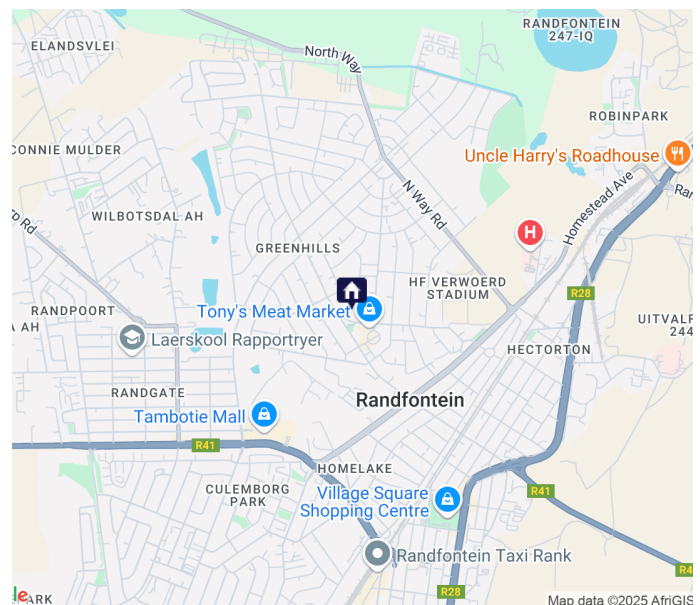 RANDFONTEIN
247-IQ
ELANDSVLEI
North Way
ROBINPARK
CONNIE MULDER
Uncle Harry's Roadhouse
Homestead Ave
N Way Rd
WILBOTSDAL AH
H
GREENHILLS
HF VERWOERD
STADIUM
R28
Tony's Meat Market
RANDPOORT
UITVALF
244
Laerskool Rapportryer
HECTORTON
RANDGATE
Randfontein
Tambotie Mall
R41
HOMELAKE
CULEMBORG
PARK
Village Square
Shopping Centre
R41
Randfontein Taxi Rank
R28
Map data ©2025 AfriGIS